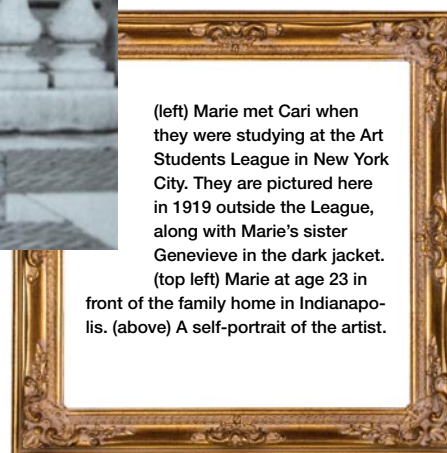 (left) Marie met Cari when
they were studying at the Art
Students League in New York
City. They are pictured here
in 1919 outside the League,
along with Marie’s sister
Genevieve in the dark jacket.
(top left) Marie at age 23 in
front of the family home in Indianapo-
lis. (above) A self-portrait of the artist.